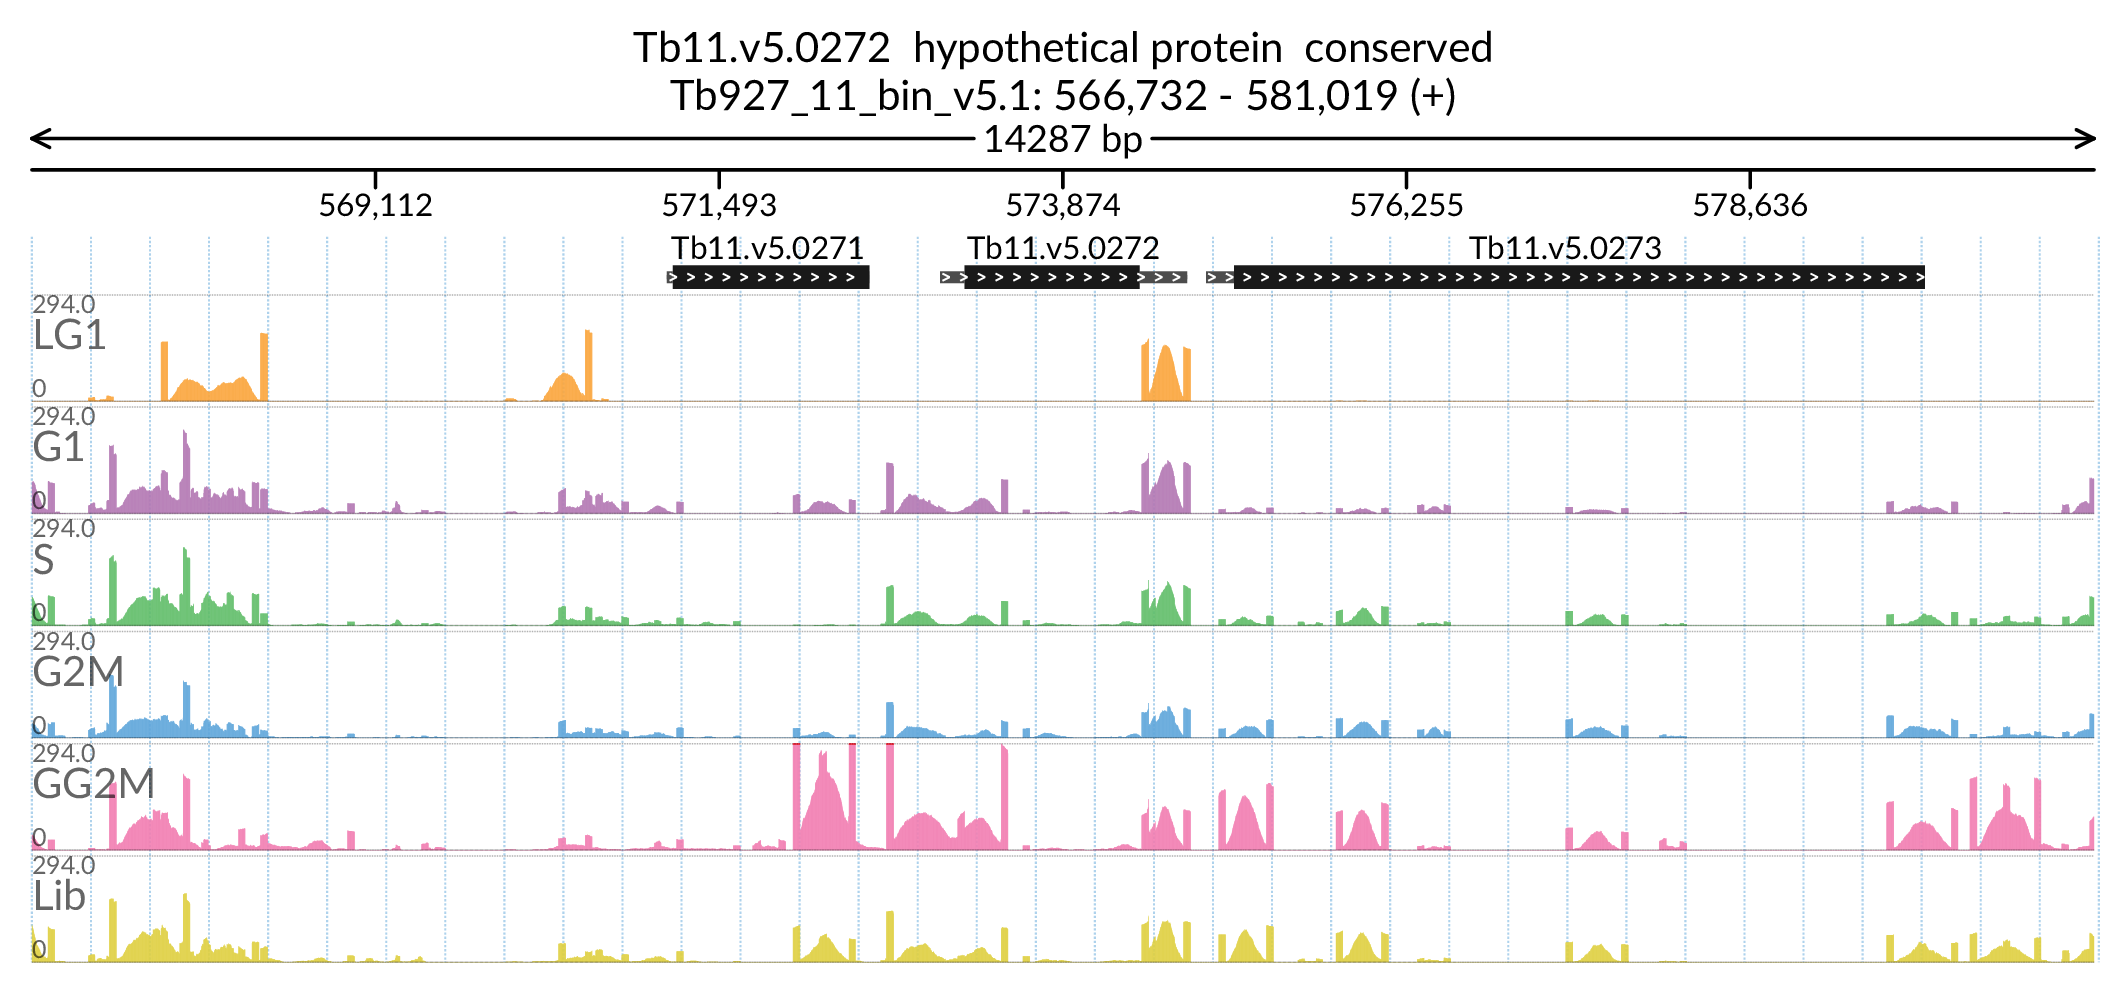 Tb11.v5.0272 hypothetical protein conserved
Tb927_11_bin_v5.1: 566,732 - 581,019 (+)
14287 bp
569,112 571,493 573,874 576,255 578,636
Tb11.v5.0271 Tb11.v5.0272 Tb11.v5.0273
294.0
LG1
0
294.0
G1
0
294.0
S
0
294.0
G2M
0
294.0
GG2M
0
294.0
Lib
0